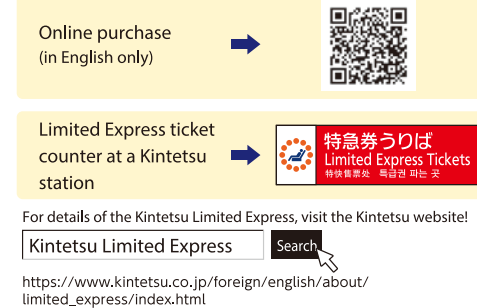 Online purchase
(in English only)
Limited Express ticket
counter at a Kintetsu
station
特急券うりば
Limited Express Tickets
特快售票处 특급권 파는 곳
For details of the Kintetsu Limited Express, visit the Kintetsu website!
Kintetsu Limited Express
Search
https://www.kintetsu.co.jp/foreign/english/about/
limited_express/index.html